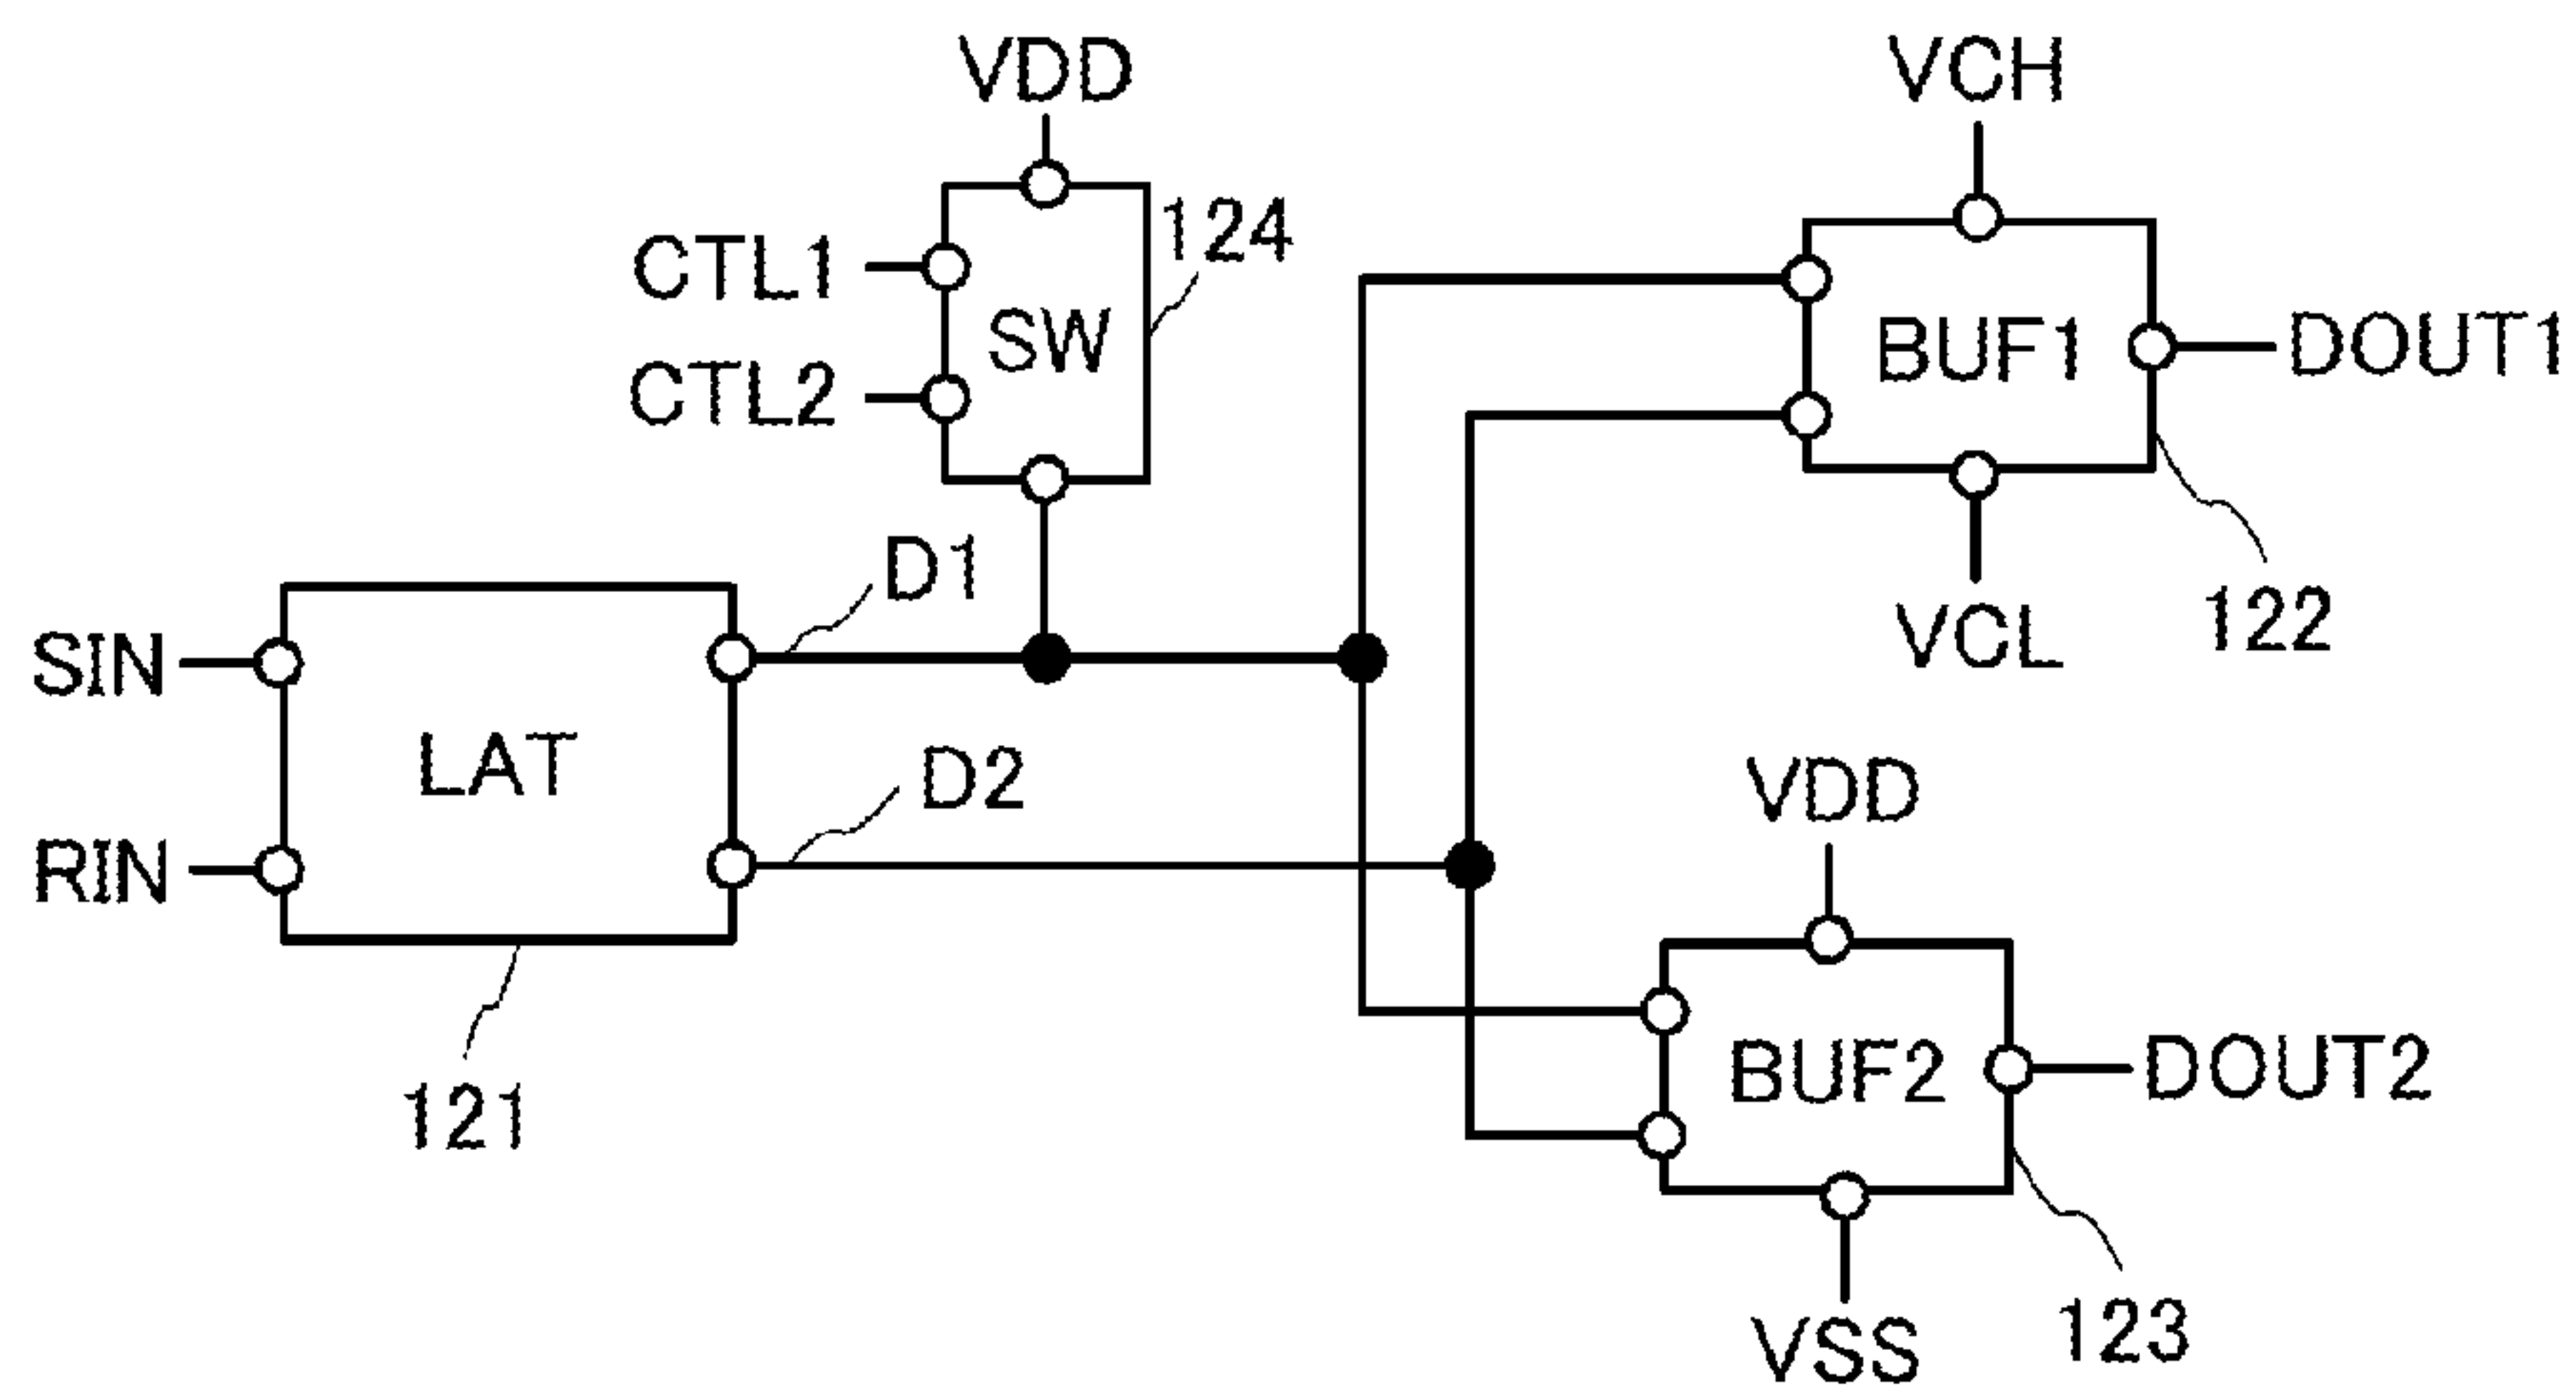 VDD
VCH
CTL1
124
SW
CTL2
BUF1
DOUT1
D1
VCL
122
SIN
LAT
D2
VDD
RIN
BUF2
DOUT2
121
VSS
123